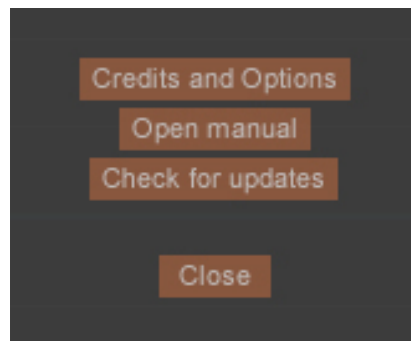 Credits and Options
Open manual
Check for updates
Close